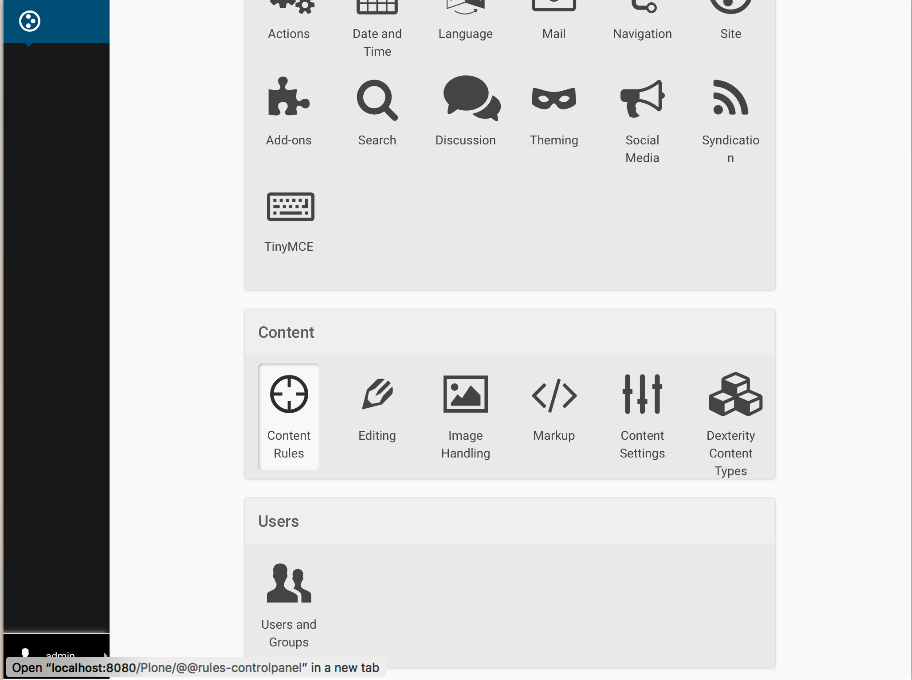 Actions
Date and
Time
Language
Mail
Navigation
Site
Add-ons
Search
Discussion
Theming
Social
Media
Syndicatio
n
TinyMCE
Content
Content
Rules
Editing
Image
Handling
Markup
Content
Settings
Dexterity
Content
Types
Users
Users and
Groups
admin
Open “localhost:8080/Plone/@@rules-controlpanel” in a new tab